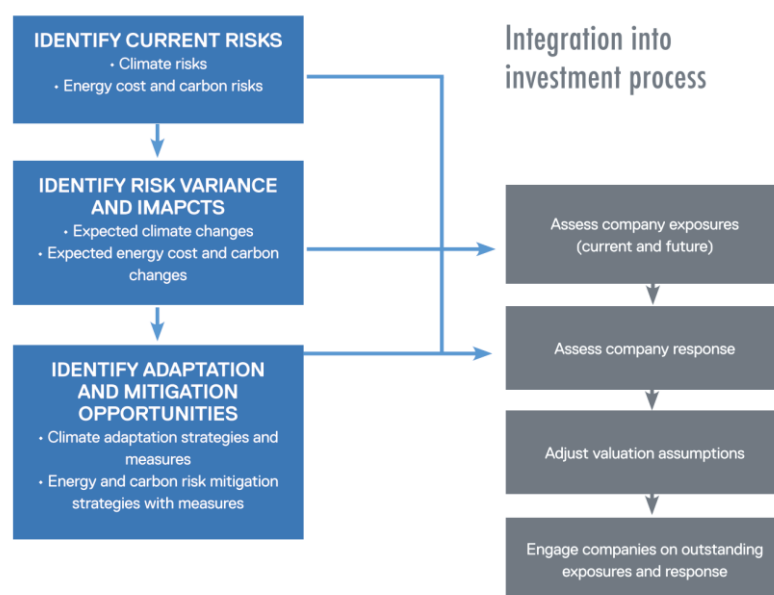 IDENTIFY CURRENT RISKS
• Climate risks
• Energy cost and carbon risks
IDENTIFY RISK VARIANCE
AND IMAPCTS
• Expected climate changes
• Expected energy cost and carbon
changes
IDENTIFY ADAPTATION
AND MITIGATION
OPPORTUNITIES
• Climate adaptation strategies and
measures
• Energy and carbon risk mitigation
strategies with measures
Integration into
investment process
Assess company exposures
(current and future)
Assess company response
Adjust valuation assumptions
Engage companies on outstanding
exposures and response